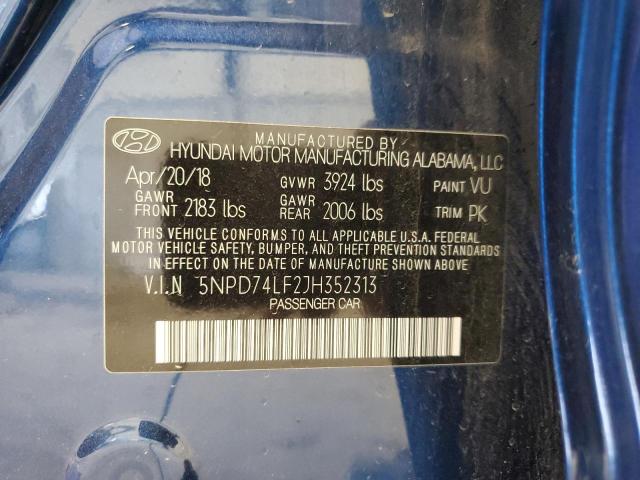 MANUFACTURED BY
HYUNDAI MOTOR MANUFACTURING ALABAMA, LLC
Apr/20/18 GVWR 3924 lbs PAINT VU
GAWR FRONT 2183 lbs GAWR REAR 2006 lbs TRIM PK
THIS VEHICLE CONFORMS TO ALL APPLICABLE U.S.A. FEDERAL
MOTOR VEHICLE SAFETY, BUMPER, AND THEFT PREVENTION STANDARDS
IN EFFECT ON THE DATE OF MANUFACTURE SHOWN ABOVE.
V.I.N 5NPD74LF2JH352313
PASSENGER CAR